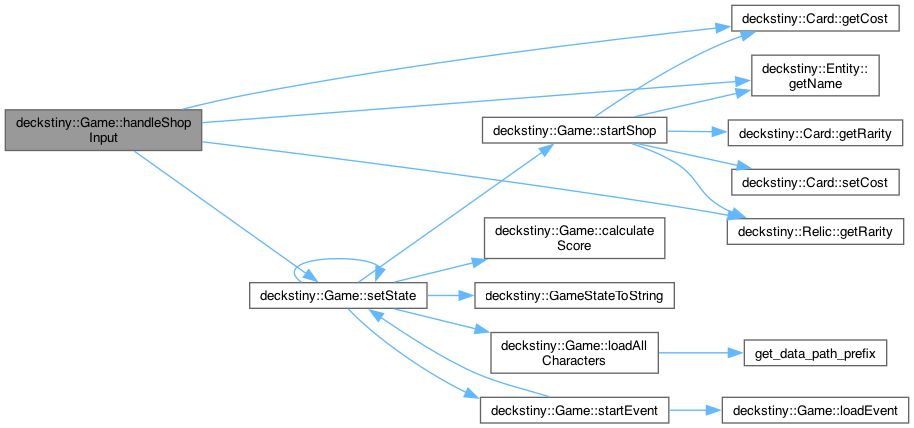 deckstiny::Card::getCost
deckstiny::Entity::
getName
deckstiny::Game::handleShop
Input
deckstiny::Game::startShop
deckstiny::Card::getRarity
deckstiny::Card::setCost
deckstiny::Relic::getRarity
deckstiny::Game::calculate
Score
deckstiny::Game::setState
deckstiny::GameStateToString
deckstiny::Game::loadAll
Characters
get_data_path_prefix
deckstiny::Game::startEvent
deckstiny::Game::loadEvent